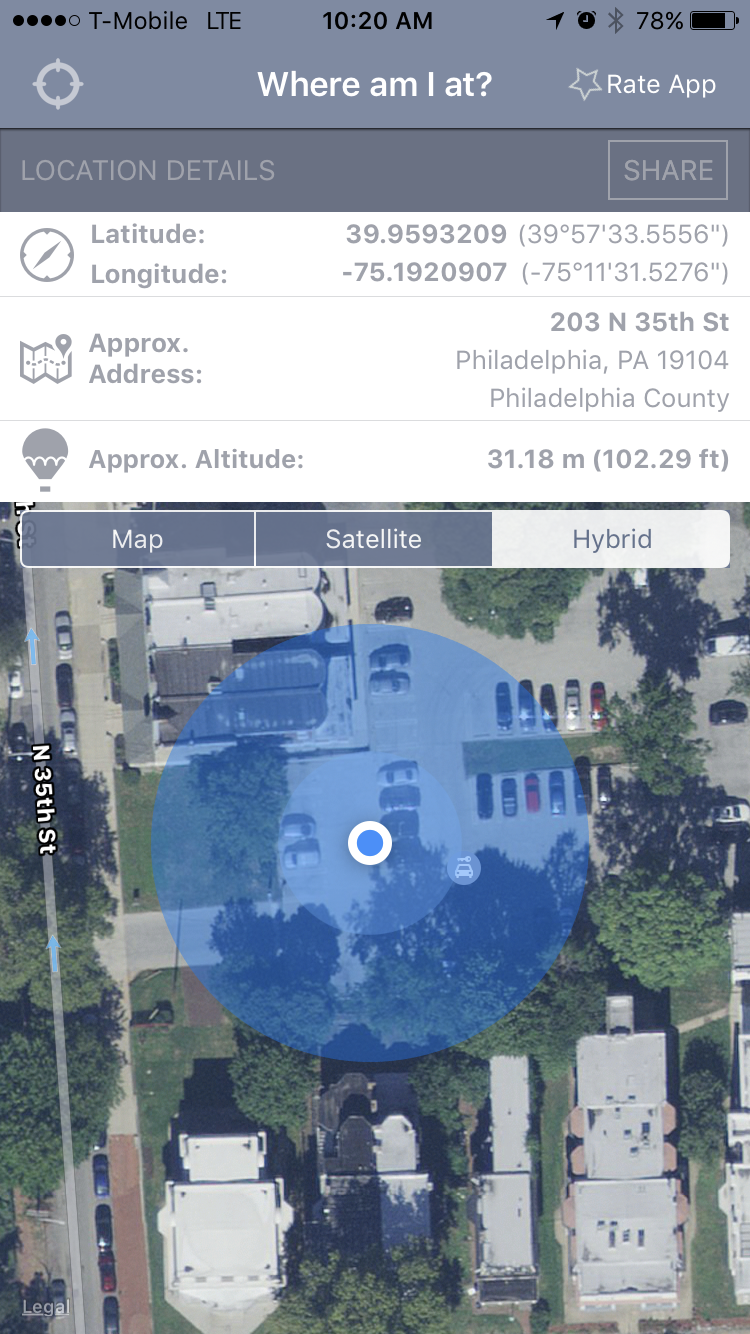 T-Mobile LTE 10:20 AM 78%
Where am I at? Rate App
LOCATION DETAILS SHARE
Latitude: 39.9593209 (39°57'33.5556")
Longitude: -75.1920907 (-75°11'31.5276")
Approx. Address:
203 N 35th St
Philadelphia, PA 19104
Philadelphia County
Approx. Altitude: 31.18 m (102.29 ft)
Map Satellite Hybrid
N 35th St
Legal